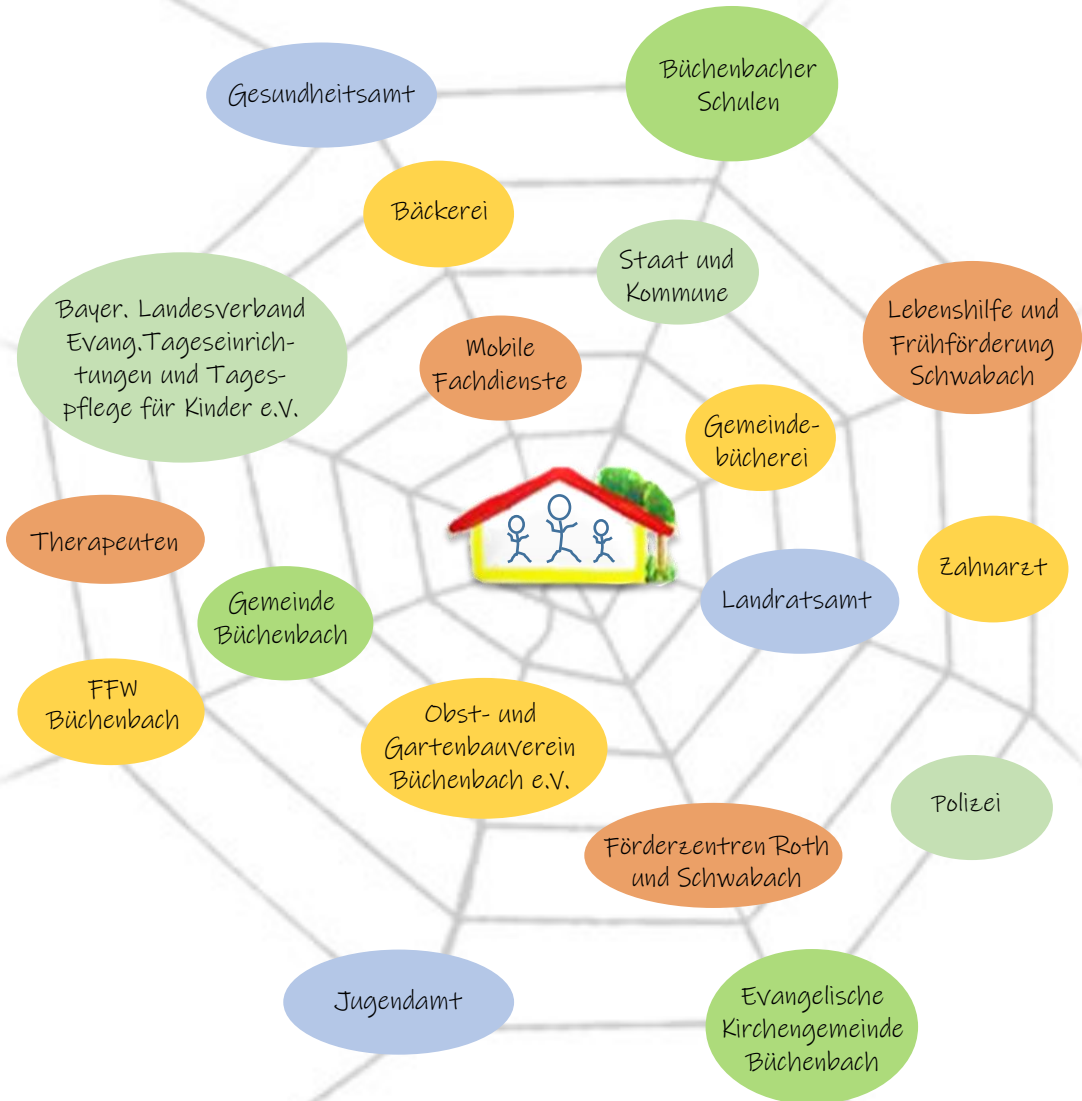 Gesundheitsamt
Büchenbacher
Schulen
Bäckerei
Staat und
Kommune
Bayer. Landesverband
Evang.Tageseinrich-
tungen und Tages-
pflege für Kinder e.V.
Mobile
Fachdienste
Lebenshilfe und
Frühförderung
Schwabach
Gemeinde-
bücherei
Therapeuten
Zahnarzt
Gemeinde
Büchenbach
Landratsamt
FFW
Büchenbach
Obst- und
Gartenbauverein
Büchenbach e.V.
Polizei
Förderzentren Roth
und Schwabach
Jugendamt
Evangelische
Kirchengemeinde
Büchenbach